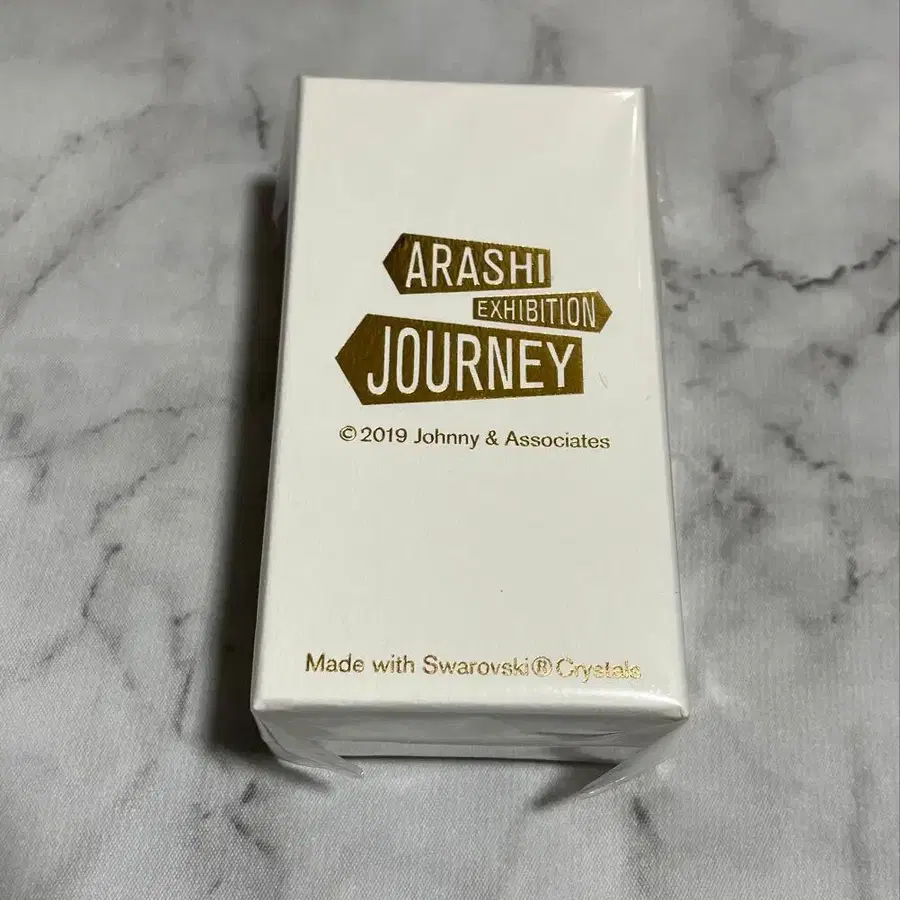 ARASHI
EXHIBITION
JOURNEY
© 2019 Johnny & Associates
Made with Swarovski® Crystals